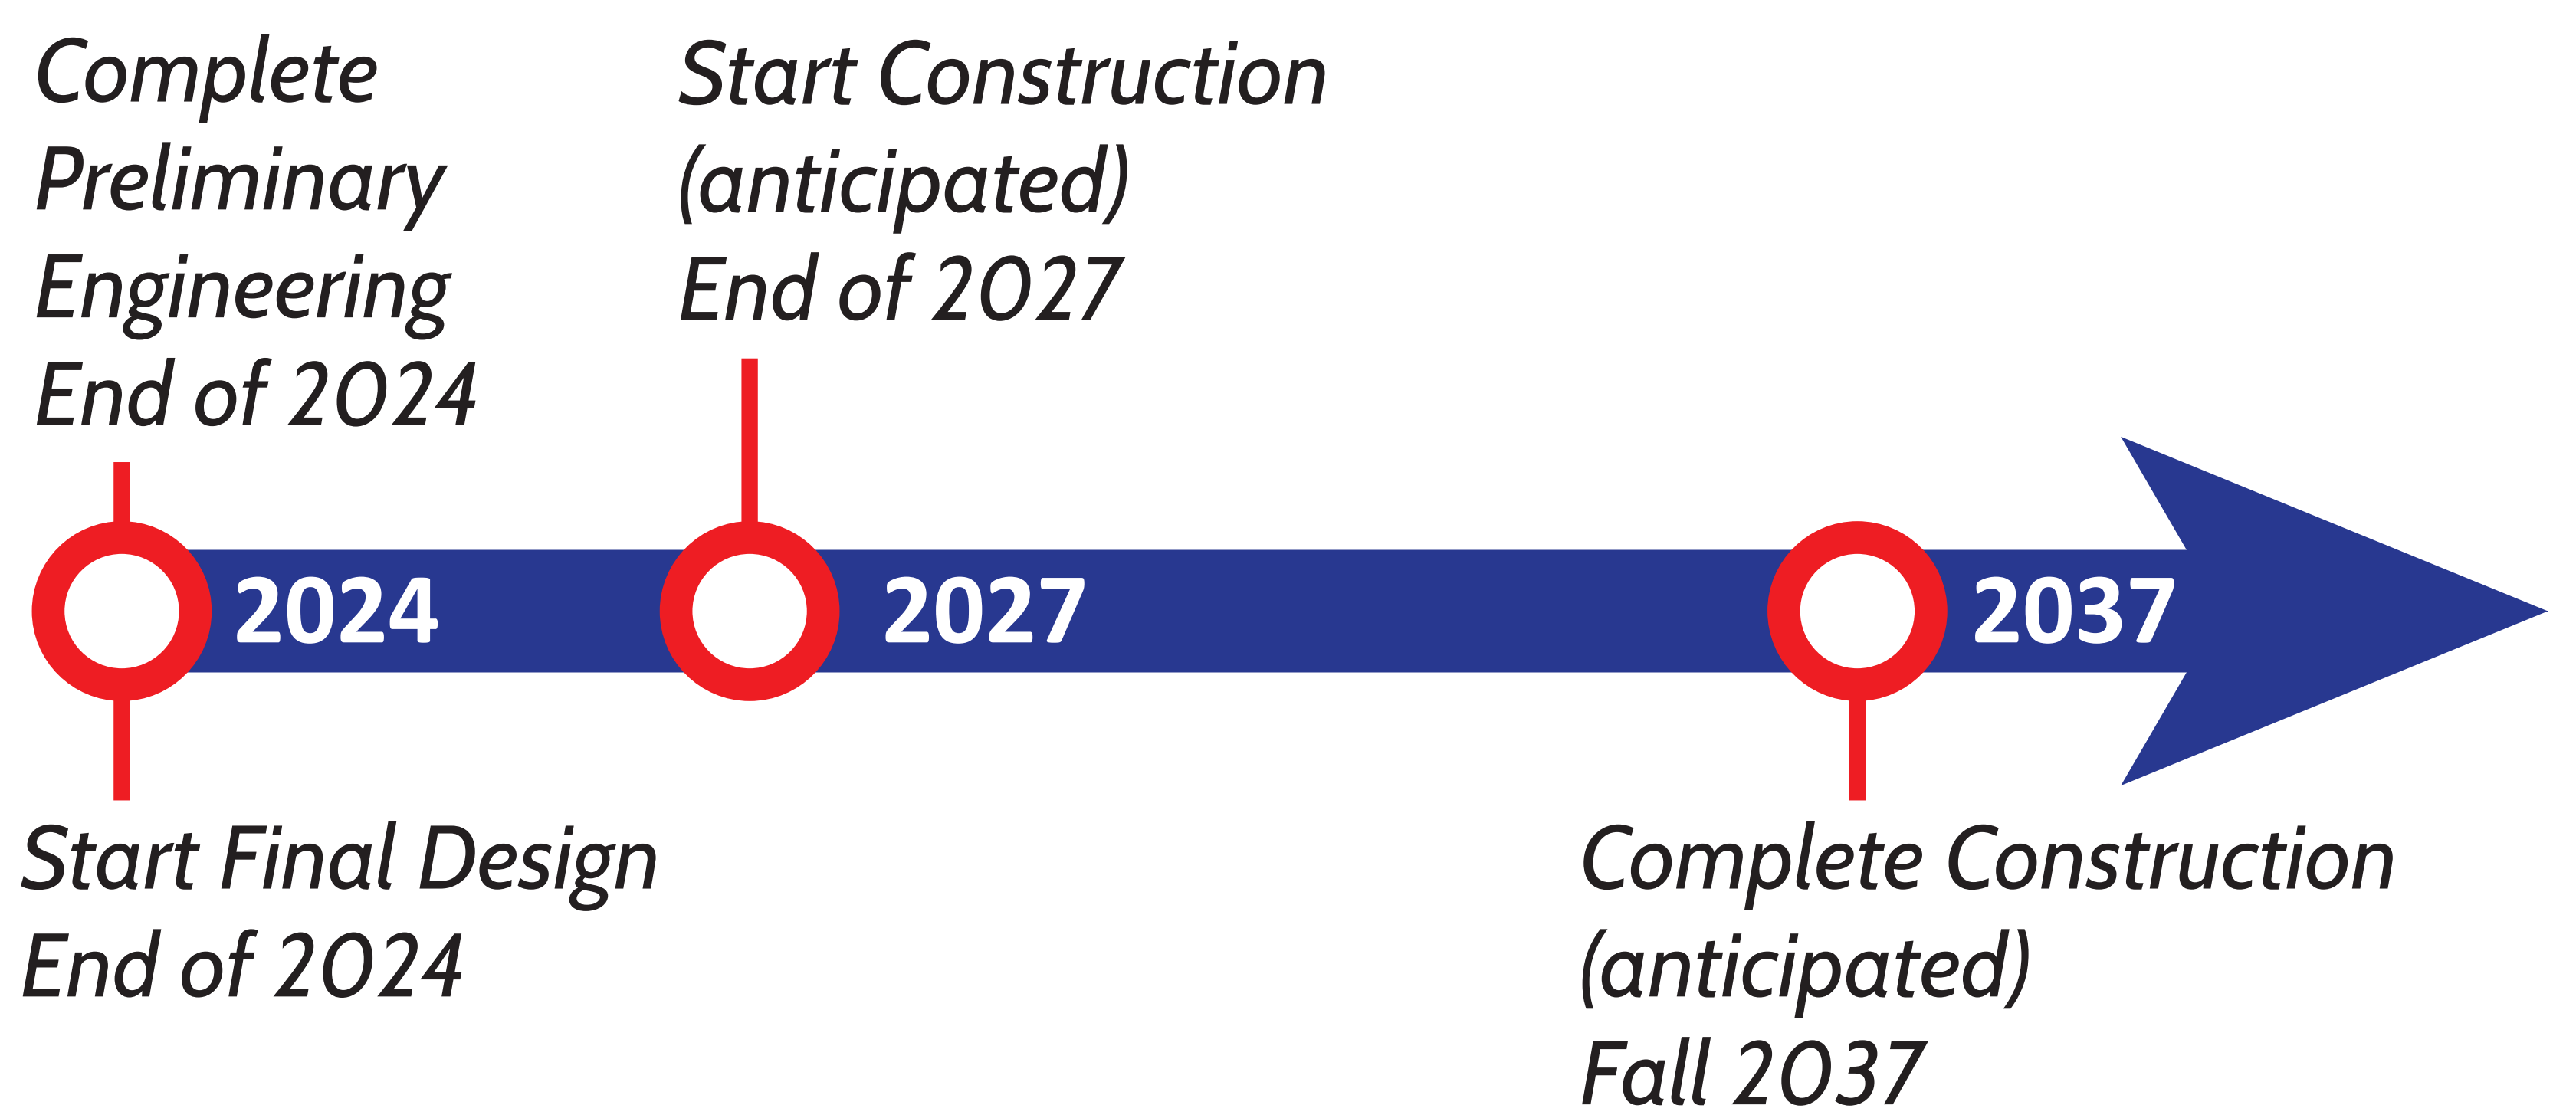 Complete
Preliminary
Engineering
End of 2024
Start Construction
(anticipated)
End of 2027
2024
2027
2037
Start Final Design
End of 2024
Complete Construction
(anticipated)
Fall 2037